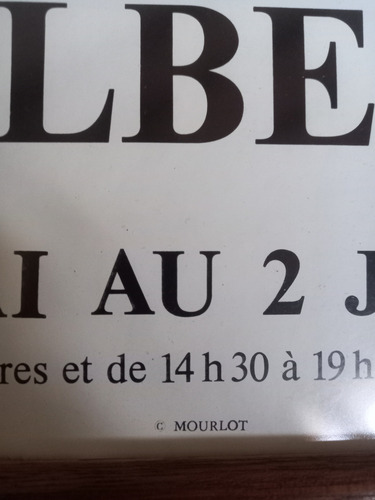 LBE
AI AU 2 J
res et de 14 h 30 à 19 h
© MOURLOT